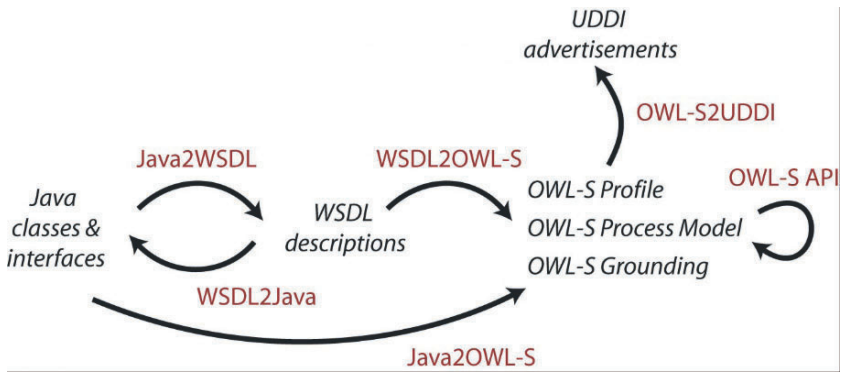 UDDI
advertisements
OWL-S2UDDI
Java2WSDL
WSDL2OWL-S
OWL-S API
Java
classes &
interfaces
WSDL
descriptions
OWL-S Profile
OWL-S Process Model
OWL-S Grounding
WSDL2Java
Java2OWL-S